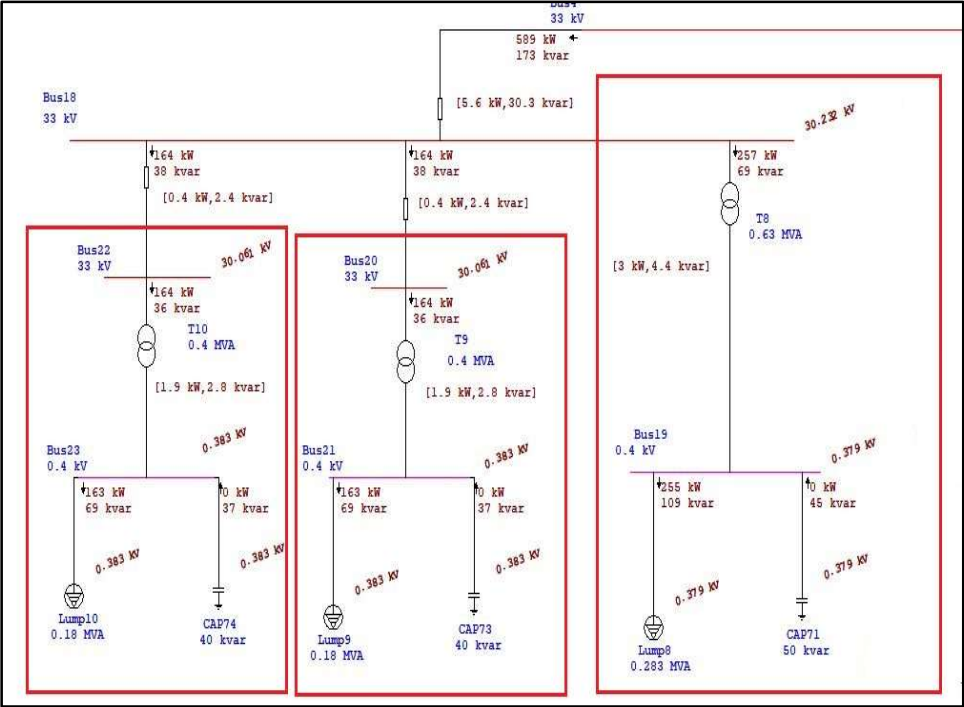 33 kV
589 kW
173 kvar
[5.6 kW,30.3 kvar]
Bus18
33 kV
30.232 kV
164 kW
38 kvar
[0.4 kW,2.4 kvar]
164 kW
38 kvar
[0.4 kW,2.4 kvar]
257 kW
69 kvar
T8
0.63 MVA
[3 kW,4.4 kvar]
Bus22
33 kV
30.061 kV
164 kW
36 kvar
T10
0.4 MVA
[1.9 kW,2.8 kvar]
Bus20
33 kV
30.061 kV
164 kW
36 kvar
T9
0.4 MVA
[1.9 kW,2.8 kvar]
Bus23
0.4 kV
0.383 kV
163 kW
69 kvar
0 kW
37 kvar
0.383 kV
0.383 kV
Lump10
0.18 MVA
CAP74
40 kvar
Bus21
0.4 kV
0.383 kV
163 kW
69 kvar
0 kW
37 kvar
0.383 kV
0.383 kV
Lump9
0.18 MVA
CAP73
40 kvar
Bus19
0.4 kV
0.379 kV
255 kW
109 kvar
0 kW
45 kvar
0.379 kV
0.379 kV
Lump8
0.283 MVA
CAP71
50 kvar